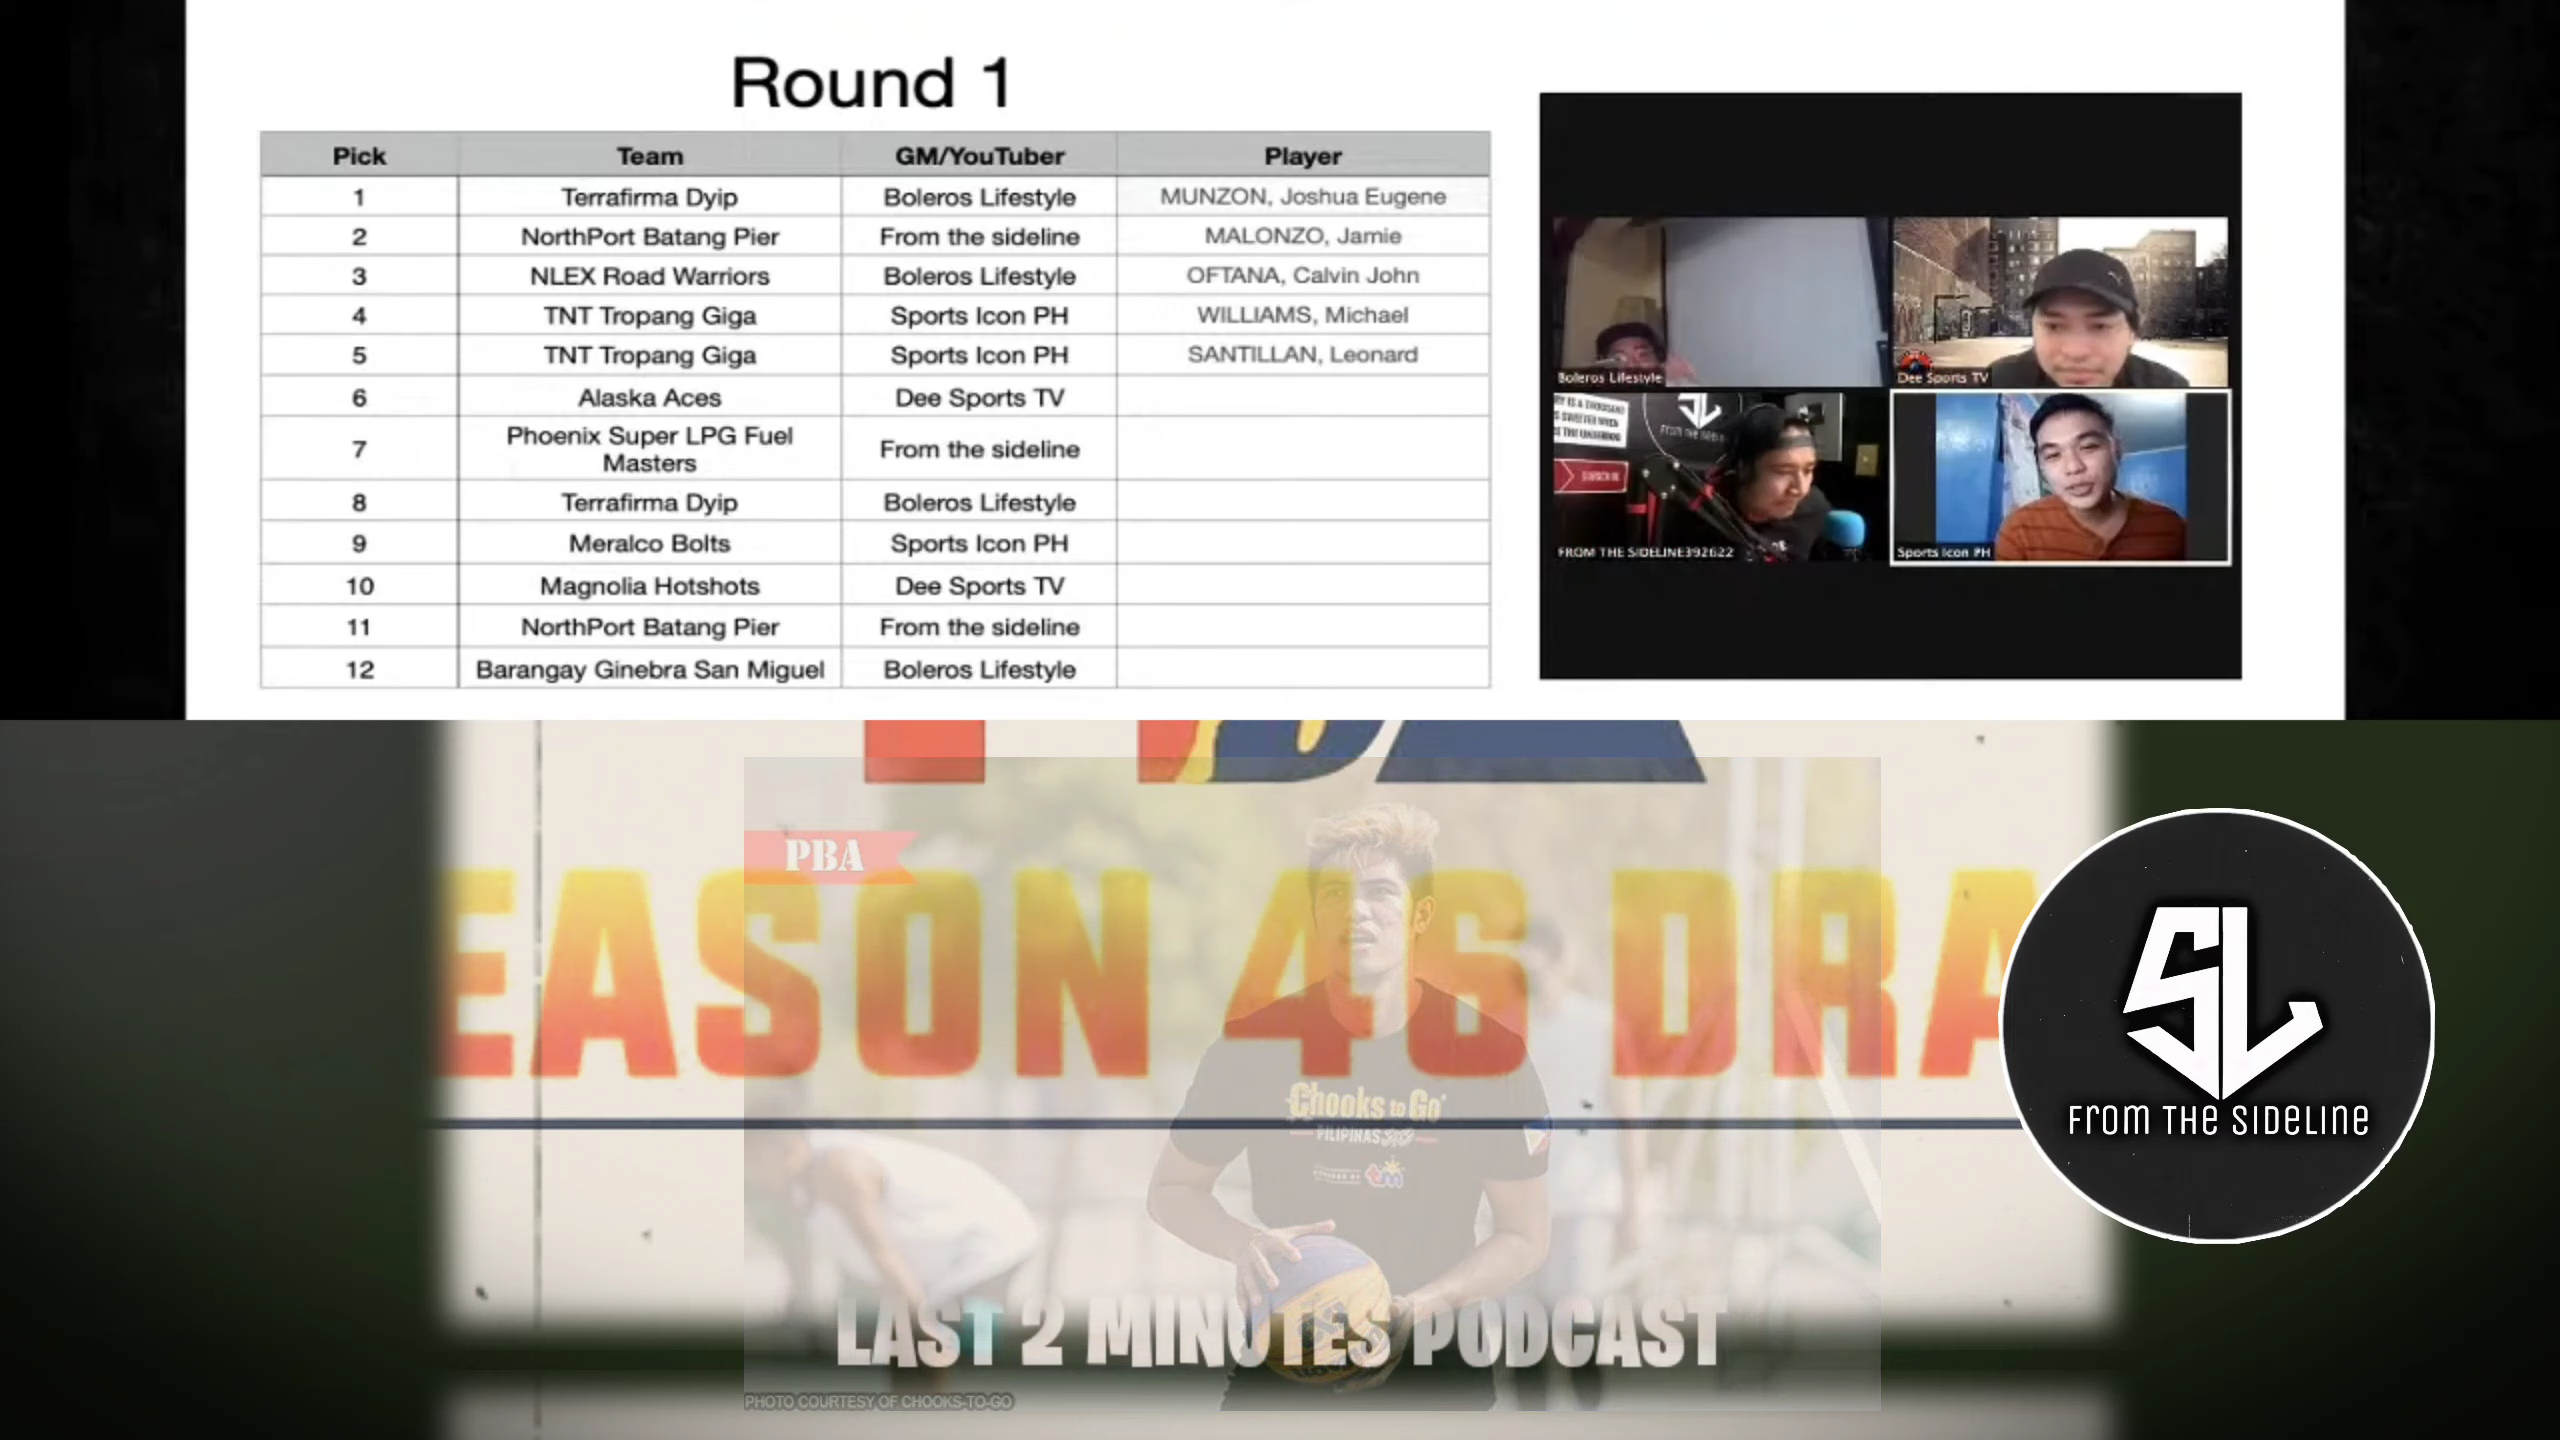 Round 1
Pick Team GM/YouTuber Player
1 Terrafirma Dyip Boleros Lifestyle MUNZON, Joshua Eugene
2 NorthPort Batang Pier From the sideline MALONZO, Jamie
3 NLEX Road Warriors Boleros Lifestyle OFTANA, Calvin John
4 TNT Tropang Giga Sports Icon PH WILLIAMS, Michael
5 TNT Tropang Giga Sports Icon PH SANTILLAN, Leonard
6 Alaska Aces Dee Sports TV
7 Phoenix Super LPG Fuel Masters From the sideline
8 Terrafirma Dyip Boleros Lifestyle
9 Meralco Bolts Sports Icon PH
10 Magnolia Hotshots Dee Sports TV
11 NorthPort Batang Pier From the sideline
12 Barangay Ginebra San Miguel Boleros Lifestyle
Boleros Lifestyle
Dee Sports TV
FROM THE SIDELINE
SUBSCRIBE
FROM THE SIDELINE392622
Sports Icon PH
PBA
EASON 46 DRA
Chooks to Go
PILIPINAS 3x3
tm
SL
FROM THE SIDELINE
LAST 2 MINUTES PODCAST
PHOTO COURTESY OF CHOOKS-TO-GO